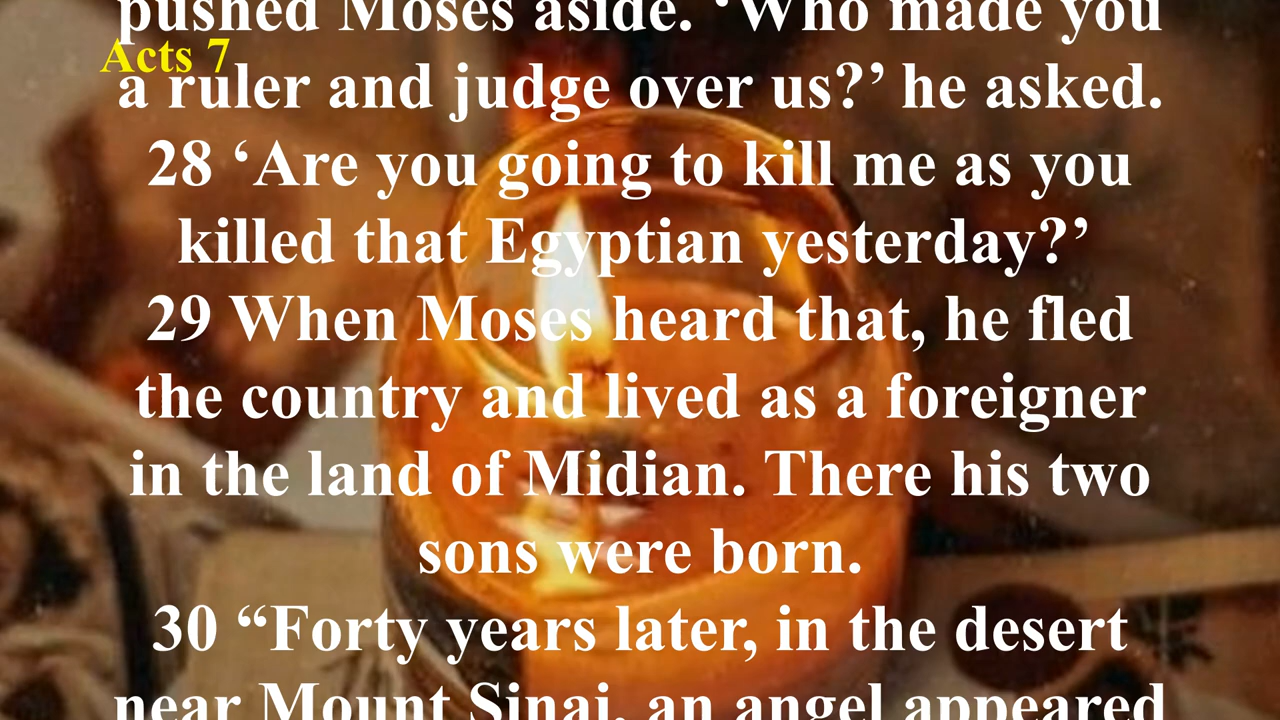 pushed Moses aside. ‘Who made you
Acts 7
a ruler and judge over us?’ he asked.
28 ‘Are you going to kill me as you
killed that Egyptian yesterday?’
29 When Moses heard that, he fled
the country and lived as a foreigner
in the land of Midian. There his two
sons were born.
30 “Forty years later, in the desert
near Mount Sinai, an angel appeared